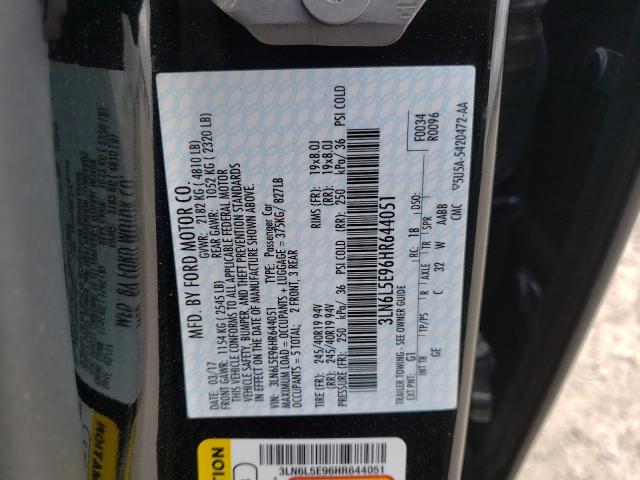 MFD. BY FORD MOTOR CO.
DATE: 03/17 GVWR: 2182 KG ( 4810 LB)
FRONT GAWR: 1154 KG ( 2545 LB) REAR GAWR: 1052 KG ( 2320 LB)
THIS VEHICLE CONFORMS TO ALL APPLICABLE FEDERAL MOTOR
VEHICLE SAFETY, BUMPER, AND THEFT PREVENTION STANDARDS
IN EFFECT ON THE DATE OF MANUFACTURE SHOWN ABOVE.
VIN: 3LN6L5E96HR644051 TYPE: Passenger Car
MAXIMUM LOAD = OCCUPANTS + LUGGAGE = 375KG/ 827LB
OCCUPANTS = 5 TOTAL: 2 FRONT, 3 REAR
TIRE (FR): 245/40R19 94V RIMS (FR): 19x8.0J
(RR): 245/40R19 94V (RR): 19x8.0J
PRESSURE (FR): 250 kPa/ 36 PSI COLD (RR): 250 kPa/ 36 PSI COLD
3LN6L5E96HR644051
TRAILER TOWING - SEE OWNER GUIDE
F0034
R0096
EXT PNT: G1 RC: 1B DSO:
INT TR TP/PS R AXLE TR SPR
GR C 32 W AABB
CMC 5U5A-5420472-AA
3LN6L5E96HR644051